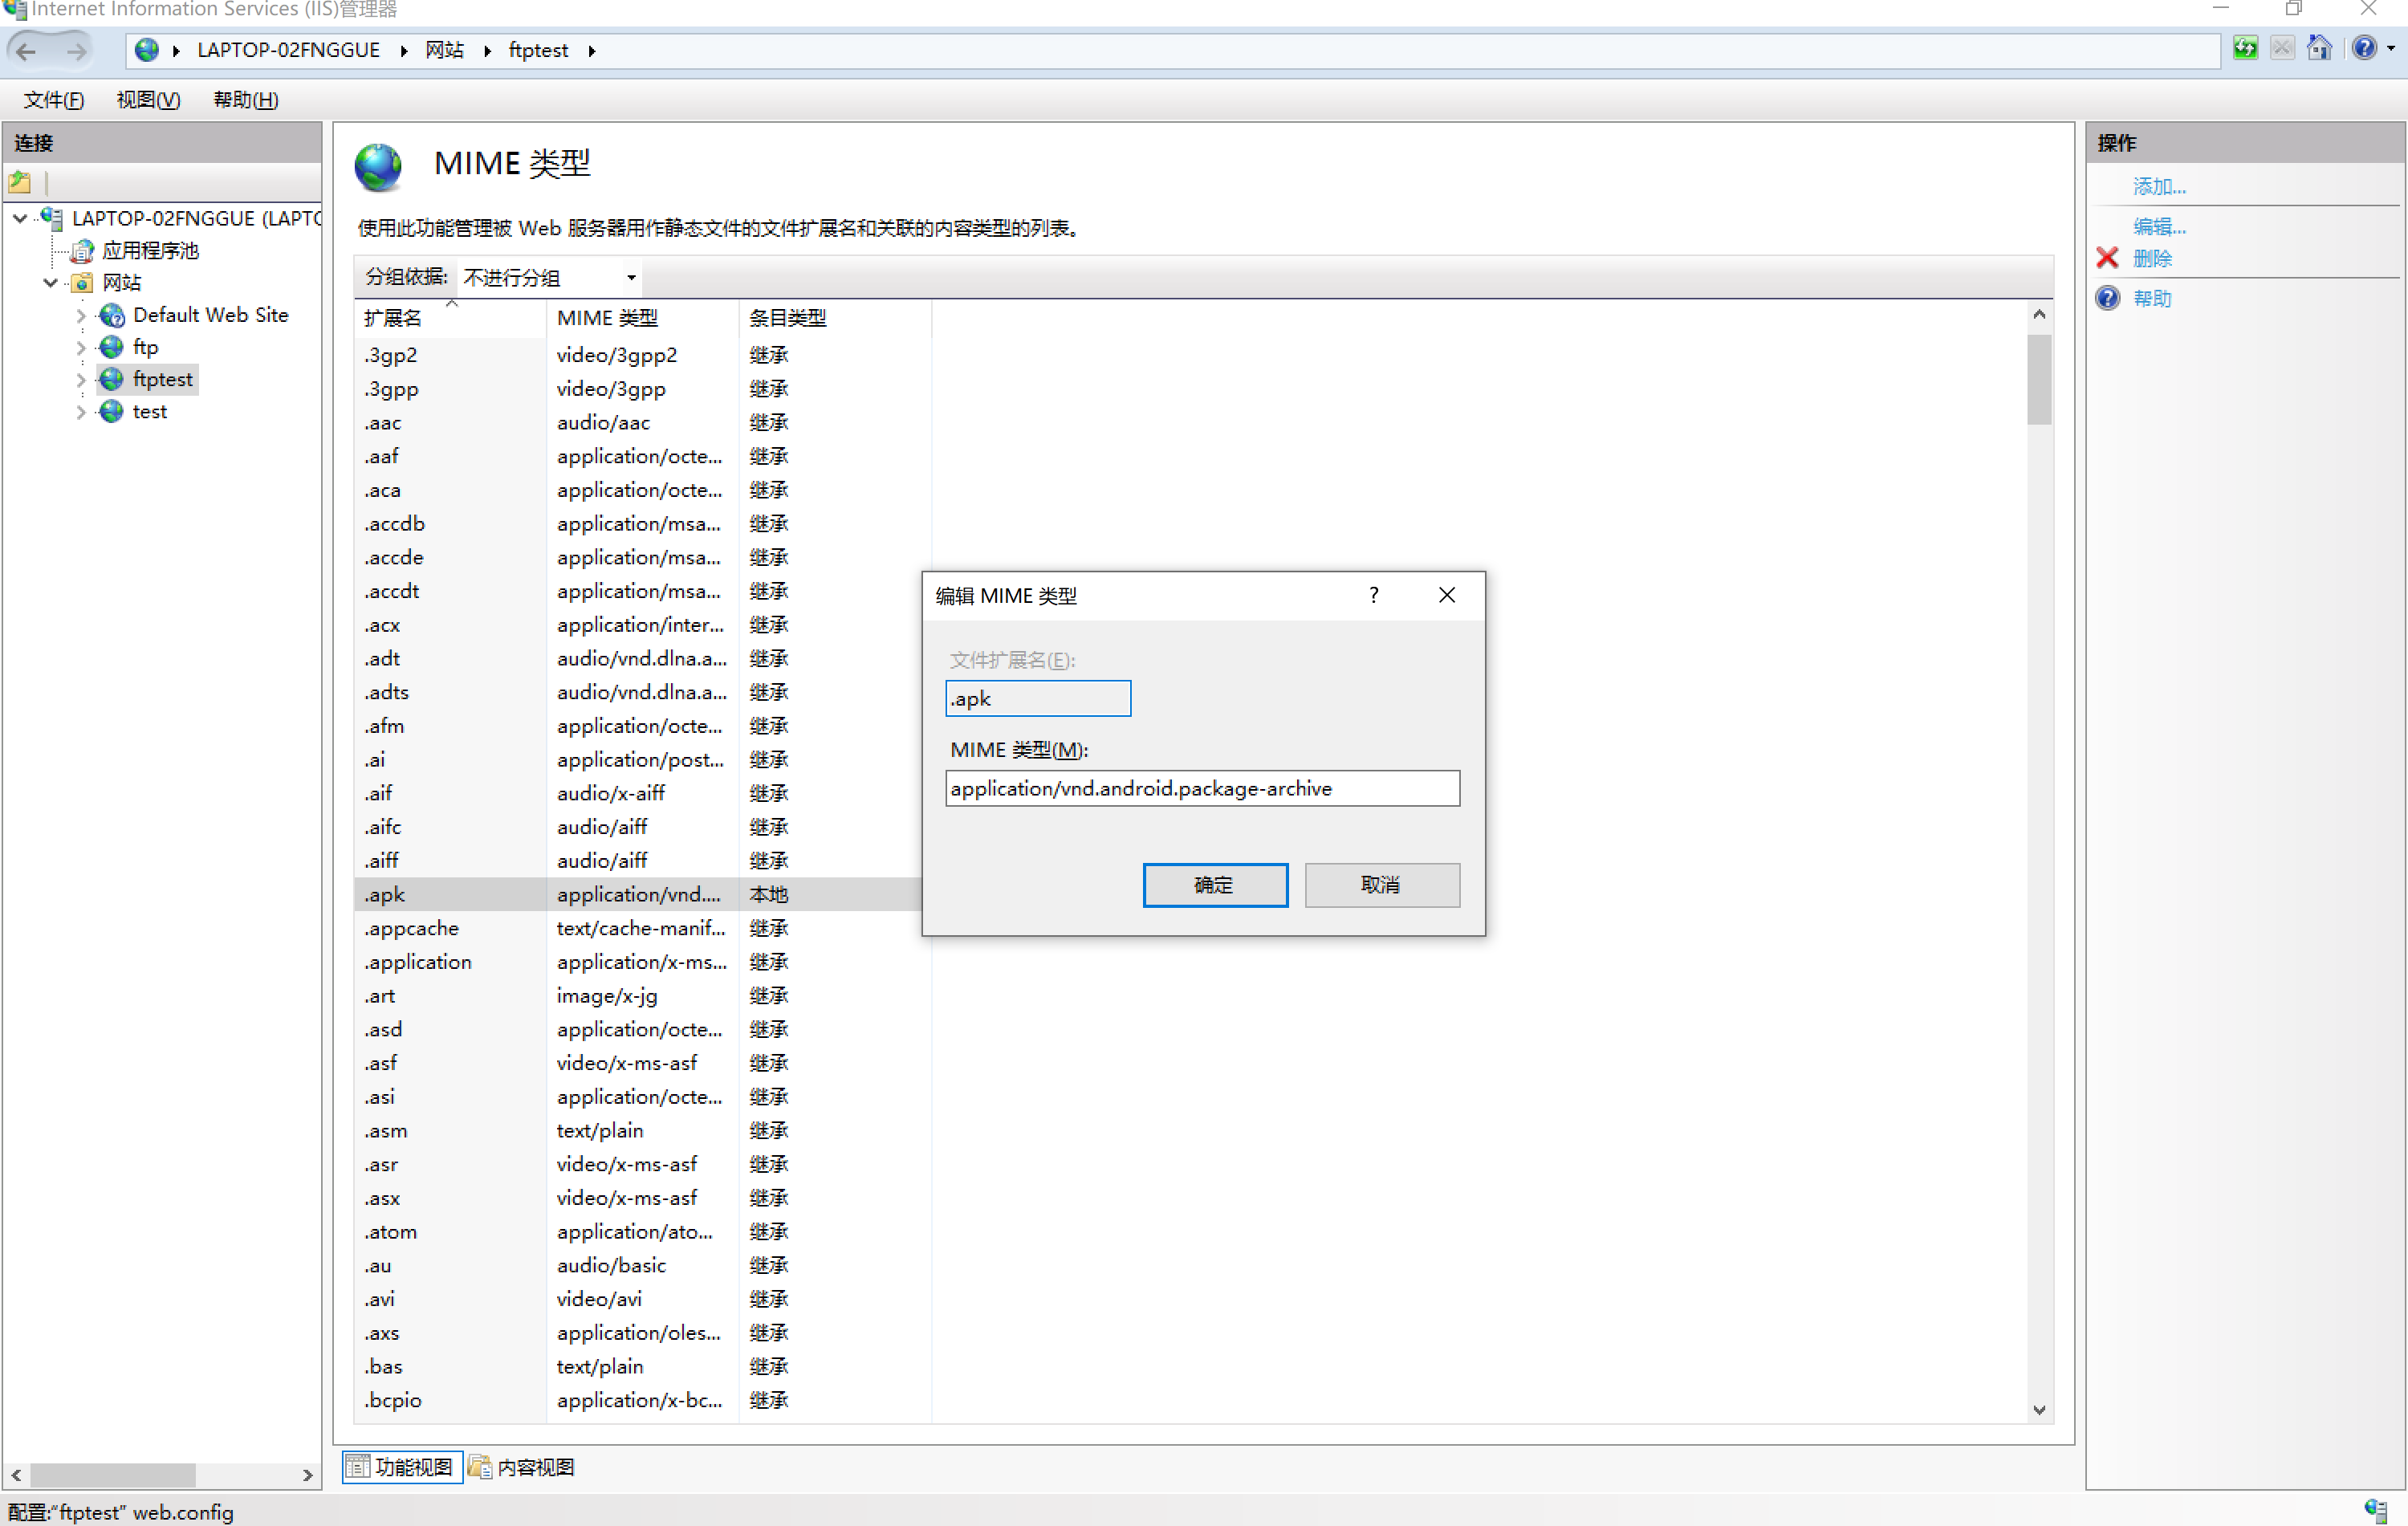 Internet Information Services (IIS)管理器
LAPTOP-02FNGGUE 网站 ftptest
文件(F) 视图(V) 帮助(H)
连接
LAPTOP-02FNGGUE (LAPTO
应用程序池
网站
Default Web Site
ftp
ftptest
test
MIME 类型
使用此功能管理被 Web 服务器用作静态文件的文件扩展名和关联的内容类型的列表。
分组依据: 不进行分组
扩展名 MIME 类型 条目类型
.3gp2 video/3gpp2 继承
.3gpp video/3gpp 继承
.aac audio/aac 继承
.aaf application/octe... 继承
.aca application/octe... 继承
.accdb application/msa... 继承
.accde application/msa... 继承
.accdt application/msa... 继承
.acx application/inter... 继承
.adt audio/vnd.dlna.a... 继承
.adts audio/vnd.dlna.a... 继承
.afm application/octe... 继承
.ai application/post... 继承
.aif audio/x-aiff 继承
.aifc audio/aiff 继承
.aiff audio/aiff 继承
.apk application/vnd.... 本地
.appcache text/cache-manif... 继承
.application application/x-ms... 继承
.art image/x-jg 继承
.asd application/octe... 继承
.asf video/x-ms-asf 继承
.asi application/octe... 继承
.asm text/plain 继承
.asr video/x-ms-asf 继承
.asx video/x-ms-asf 继承
.atom application/ato... 继承
.au audio/basic 继承
.avi video/avi 继承
.axs application/oles... 继承
.bas text/plain 继承
.bcpio application/x-bc... 继承
编辑 MIME 类型 ?
文件扩展名(E):
.apk
MIME 类型(M):
application/vnd.android.package-archive
确定 取消
操作
添加...
编辑...
删除
帮助
功能视图 内容视图
配置:“ftptest” web.config